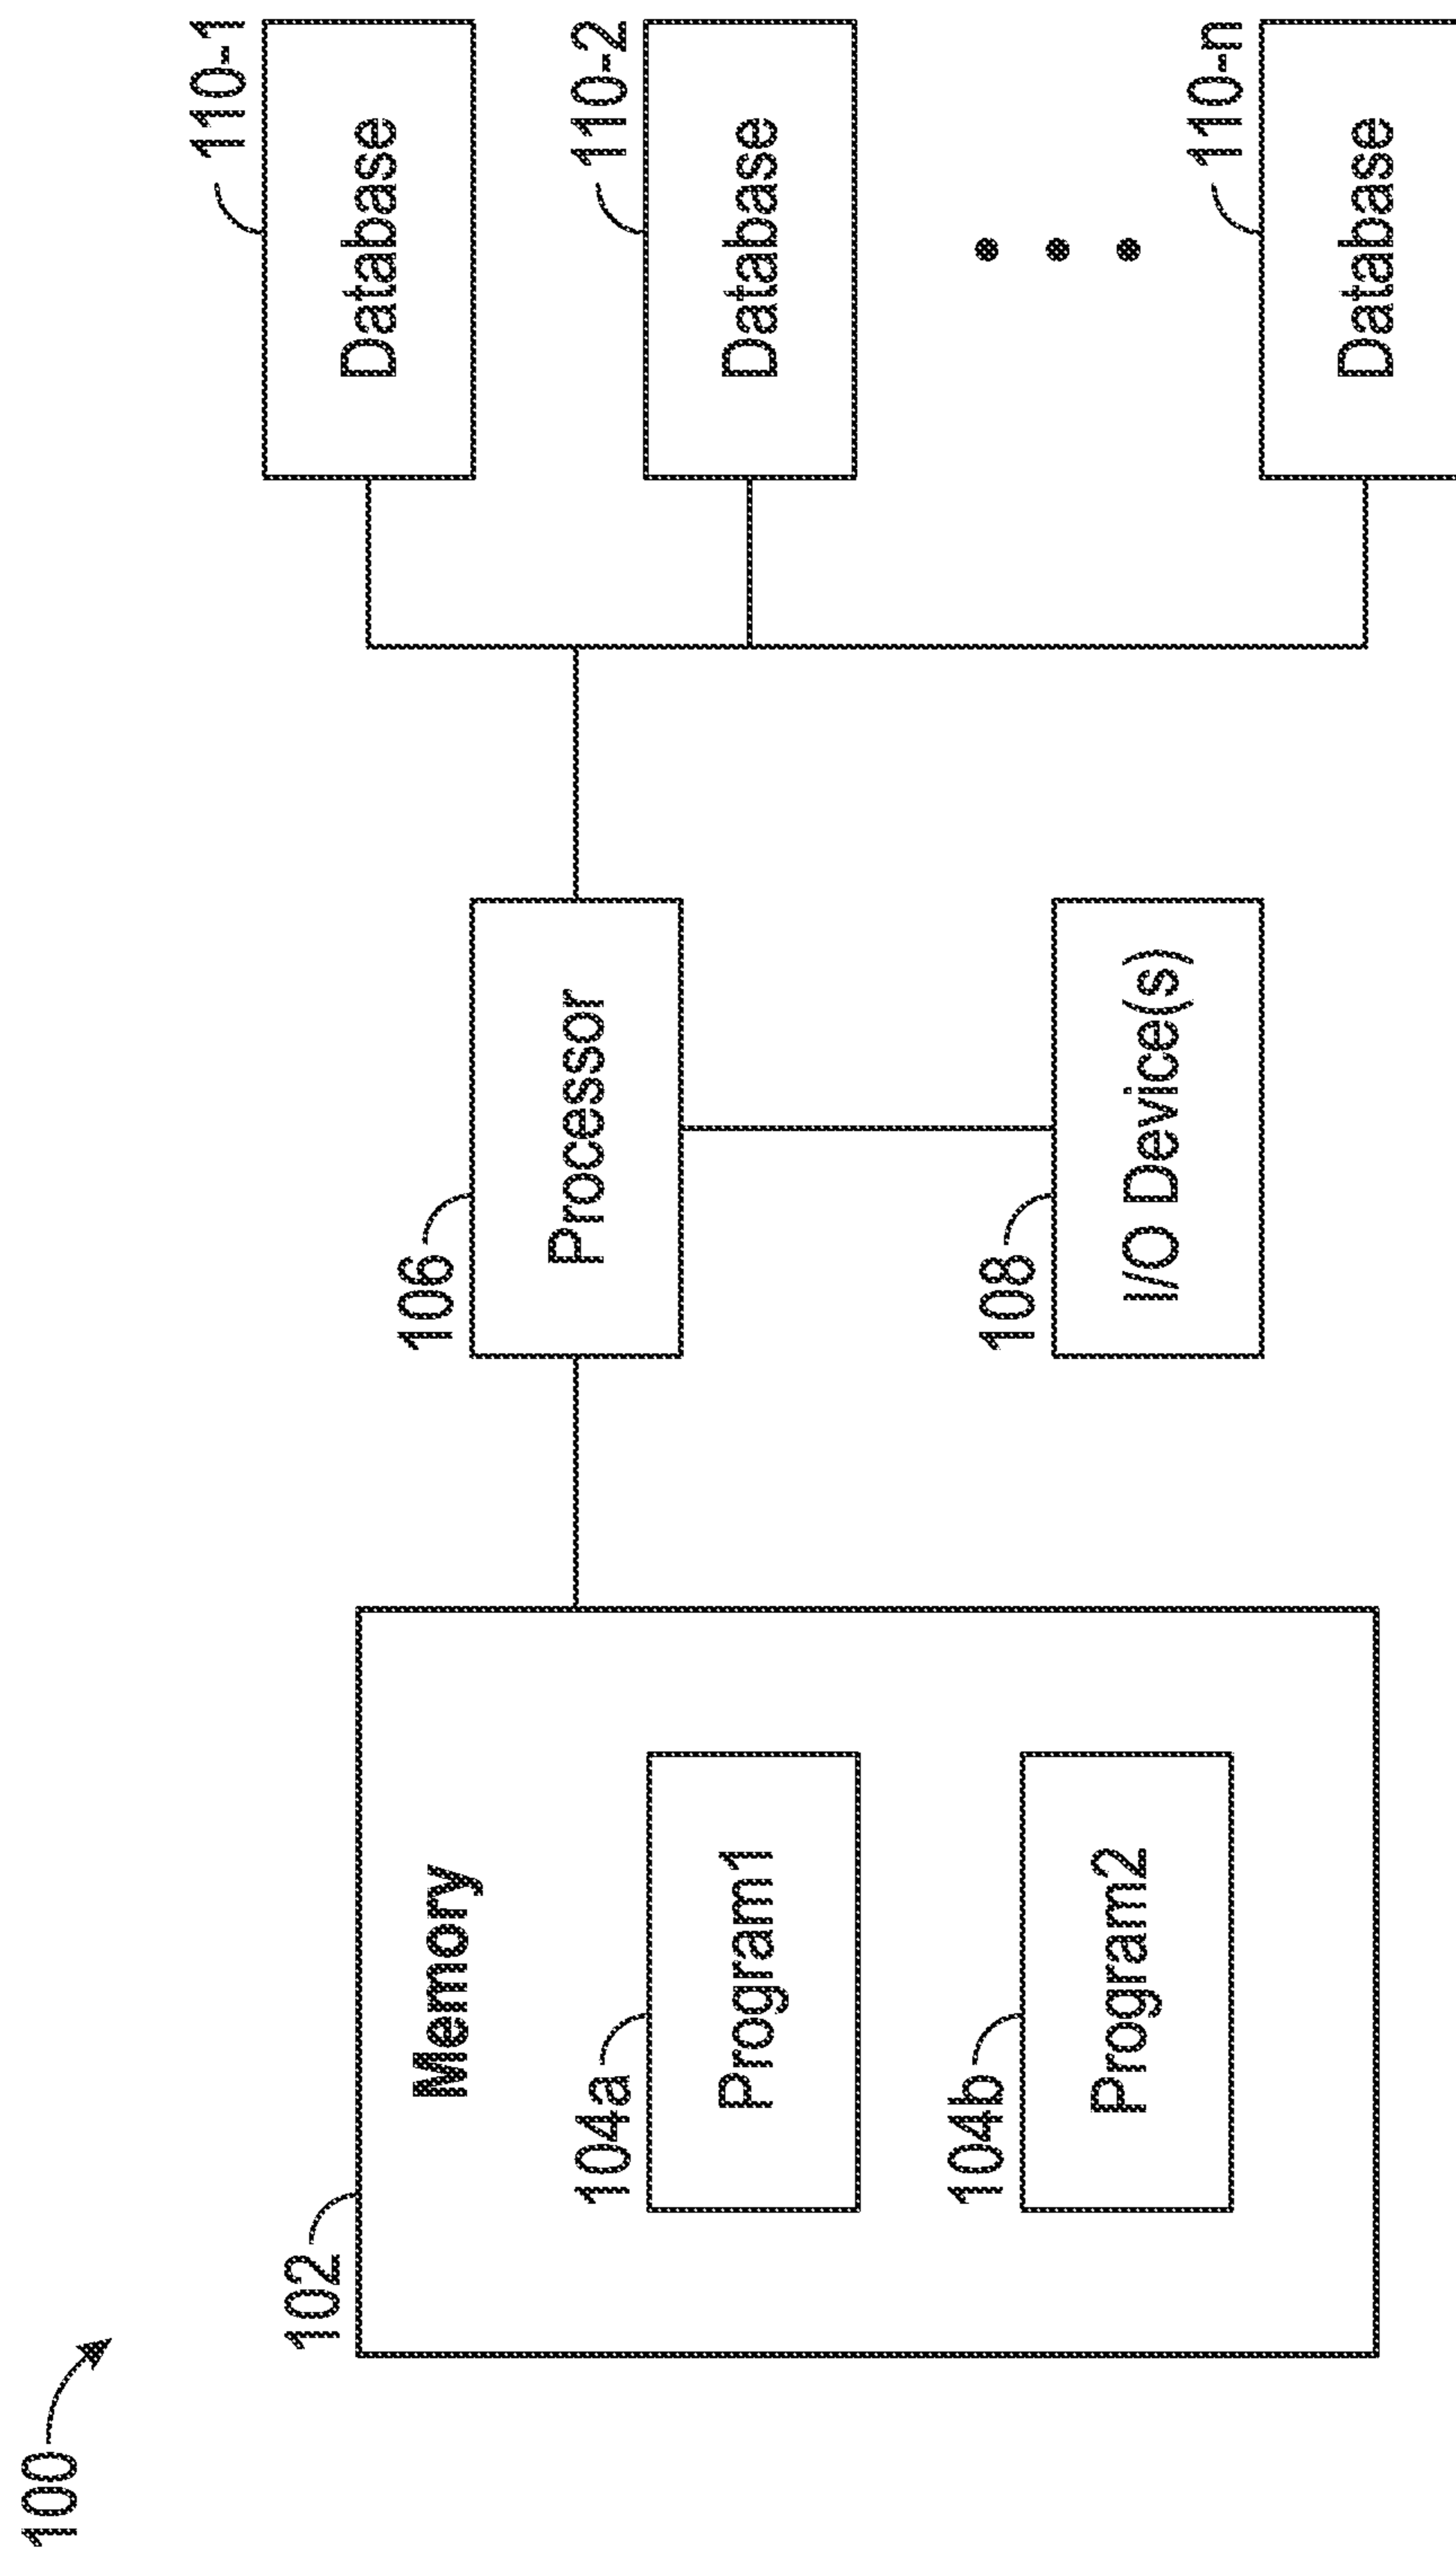 100
102
Memory
104a
Program1
104b
Program2
106
Processor
108
I/O Device(s)
110-1
Database
110-2
Database
110-n
Database